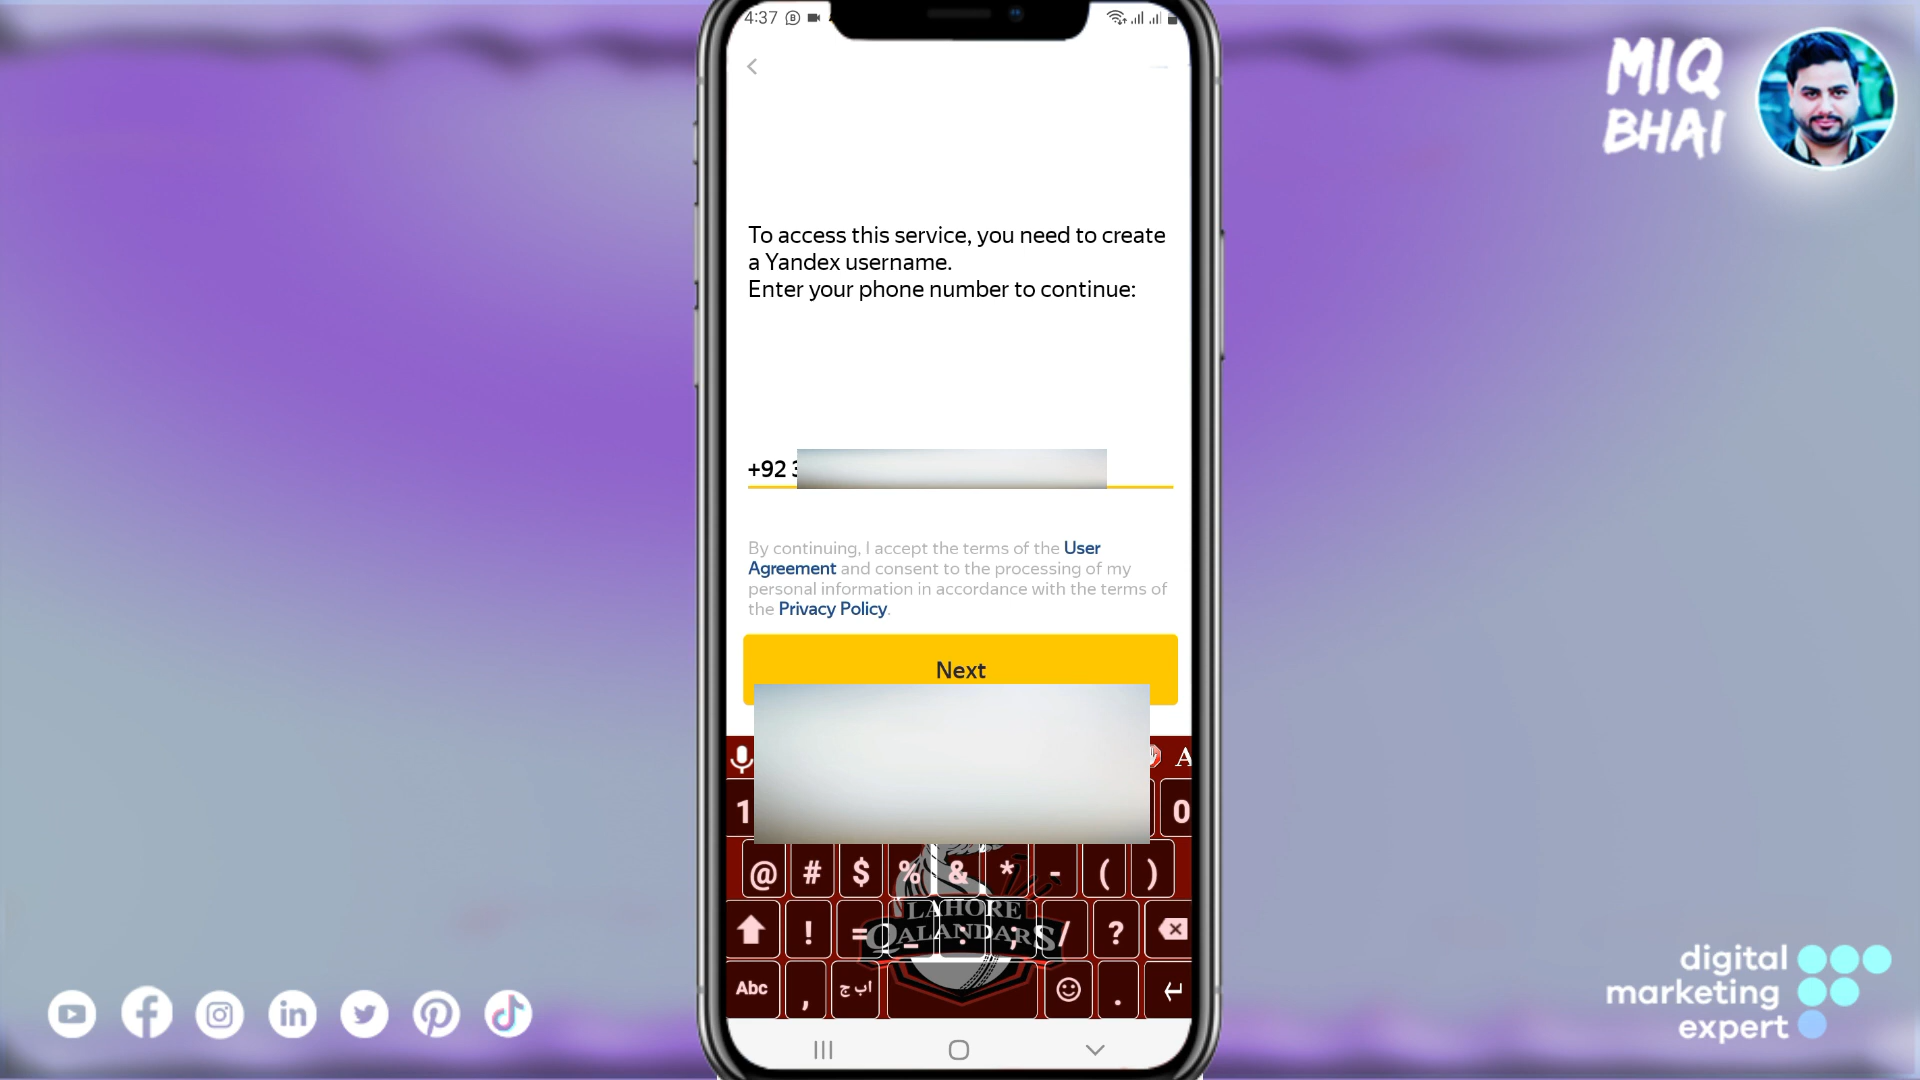 4:37
MIQ
BHAI
To access this service, you need to create
a Yandex username.
Enter your phone number to continue:
+92 3
By continuing, I accept the terms of the User
Agreement and consent to the processing of my
personal information in accordance with the terms of
the Privacy Policy.
Next
A
1 0
@ # $ % & * - ( )
LAHORE
QALANDARS
! = _ : ; / ?
Abc , اب ج .
digital
marketing
expert